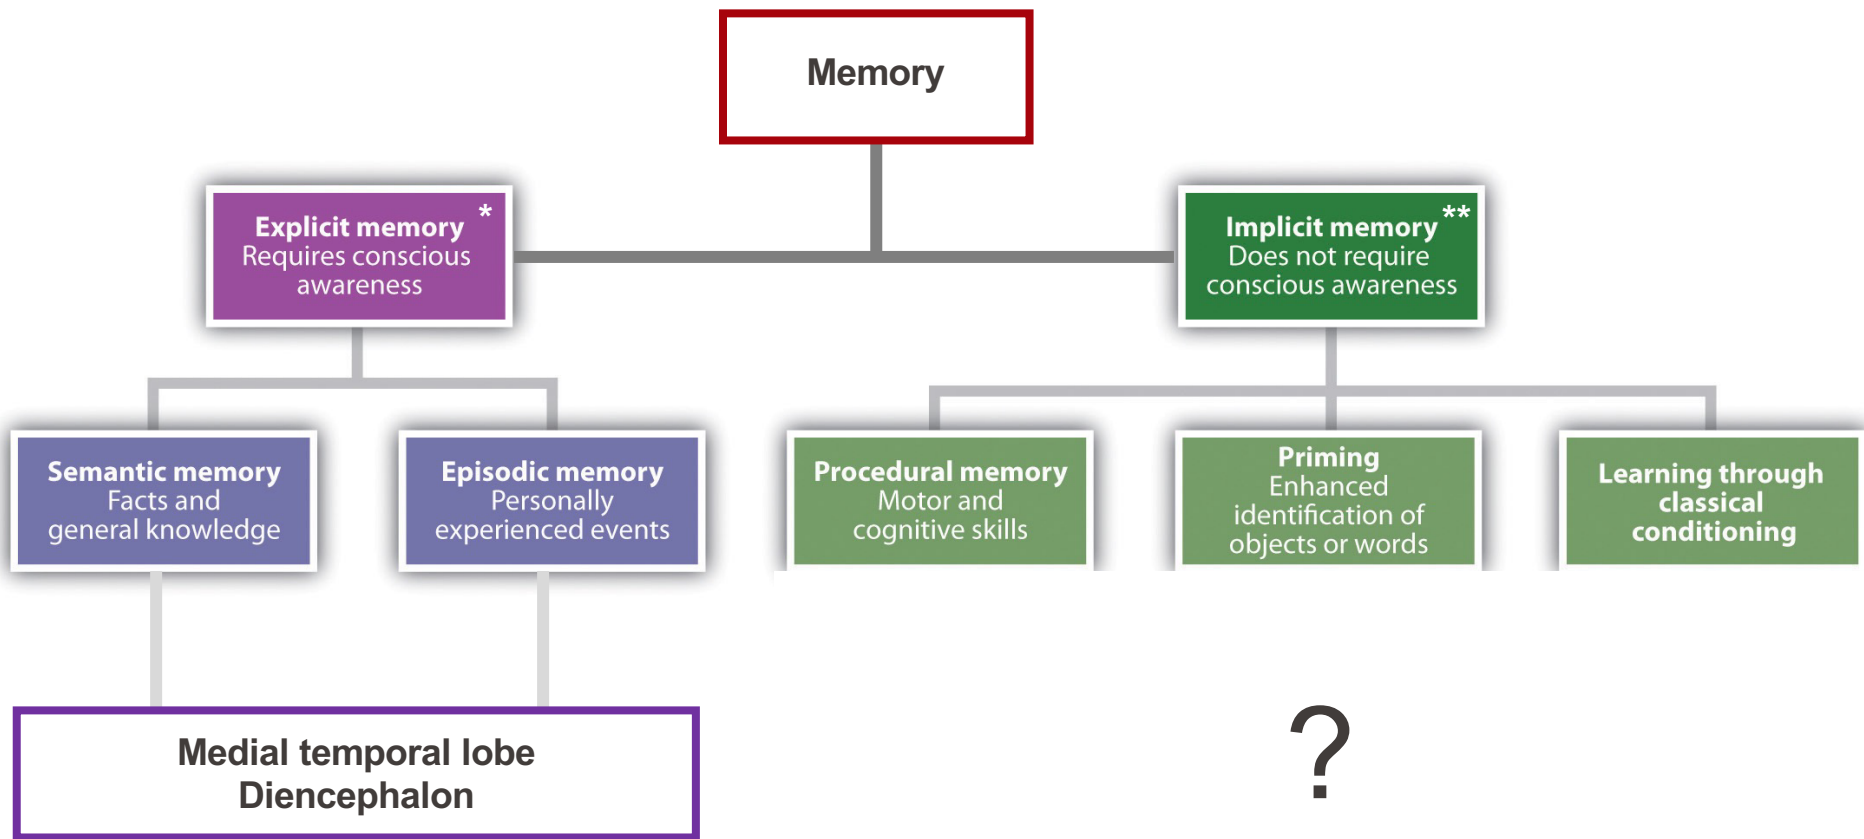 Memory
Explicit memory *
Requires conscious
awareness
Implicit memory **
Does not require
conscious awareness
Semantic memory
Facts and
general knowledge
Episodic memory
Personally
experienced events
Procedural memory
Motor and
cognitive skills
Priming
Enhanced
identification of
objects or words
Learning through
classical
conditioning
Medial temporal lobe
Diencephalon
?